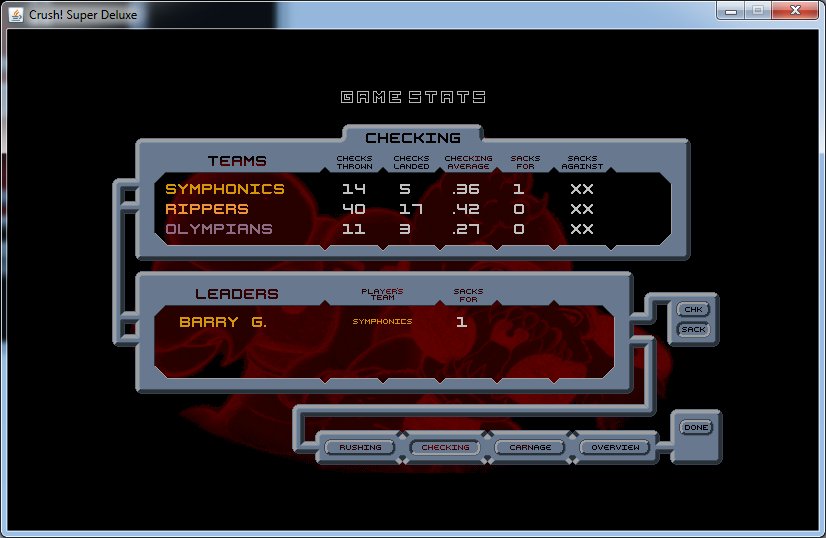 Crush! Super Deluxe
GAME STATS
CHECKING
TEAMS CHECKS THROWN CHECKS LANDED CHECKING AVERAGE SACKS FOR SACKS AGAINST
SYMPHONICS 14 5 .36 1 XX
RIPPERS 40 17 .42 0 XX
OLYMPIANS 11 3 .27 0 XX
LEADERS PLAYER'S TEAM SACKS FOR
BARRY G. SYMPHONICS 1
CHK
SACK
DONE
RUSHING CHECKING CARNAGE OVERVIEW